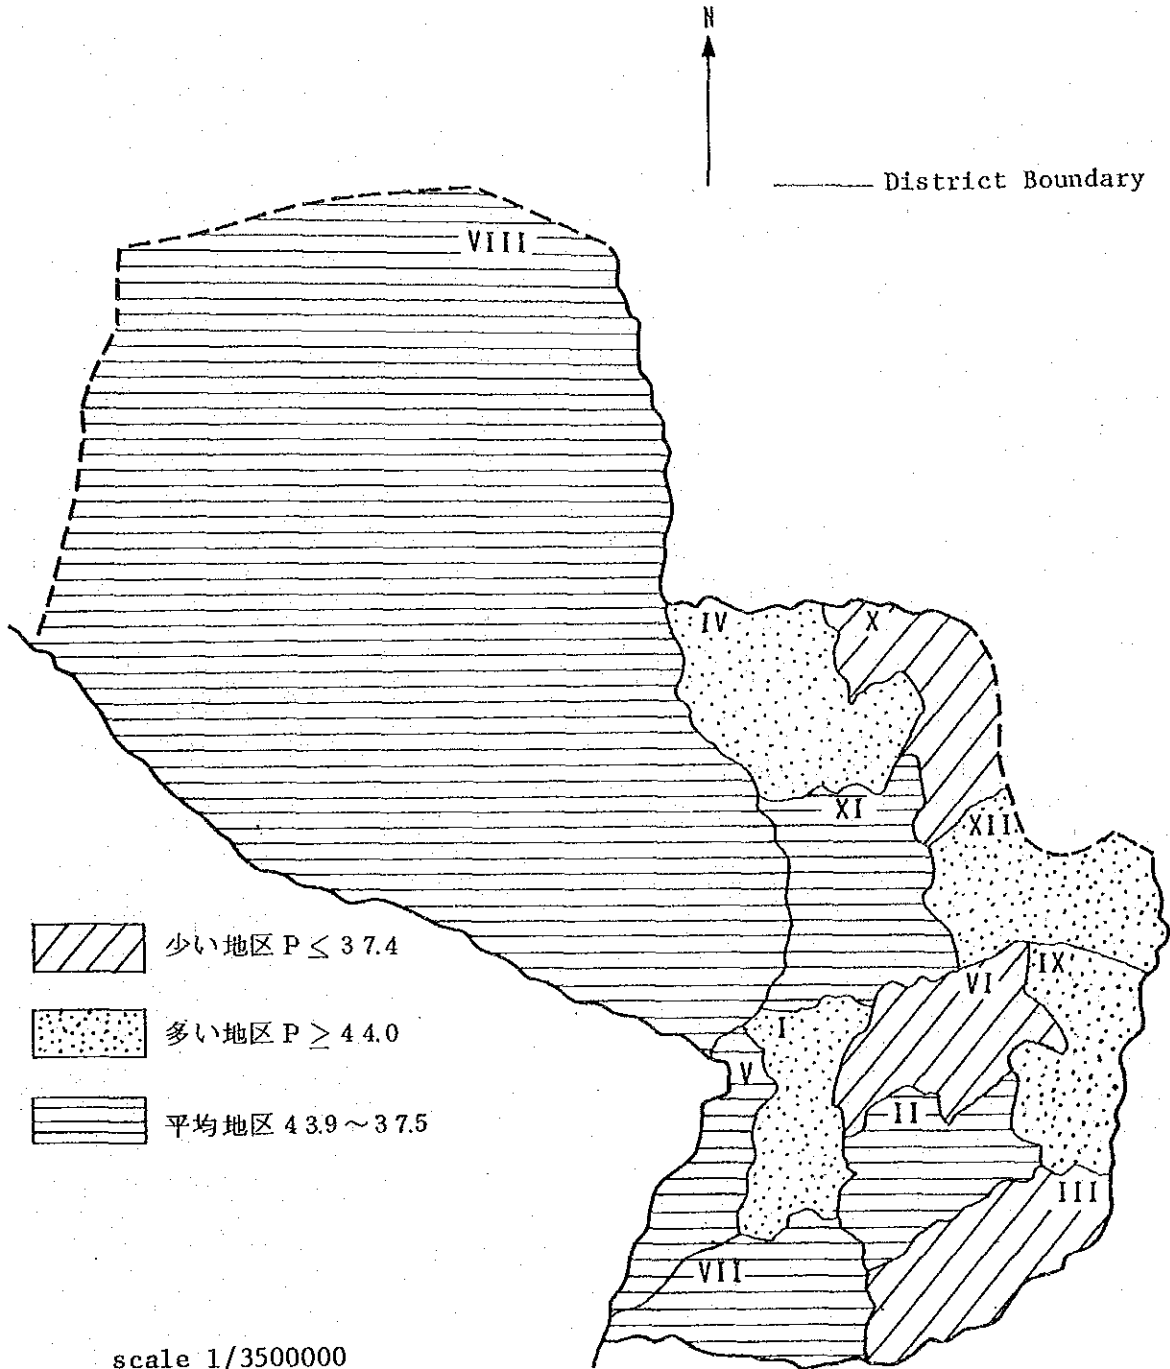 N
District Boundary
VIII
IV
X
XI
XII
少い地区 P ≤ 37.4
VI
IX
多い地区 P ≥ 44.0
I
V
平均地区 43.9～37.5
II
III
VII
scale 1/3500000